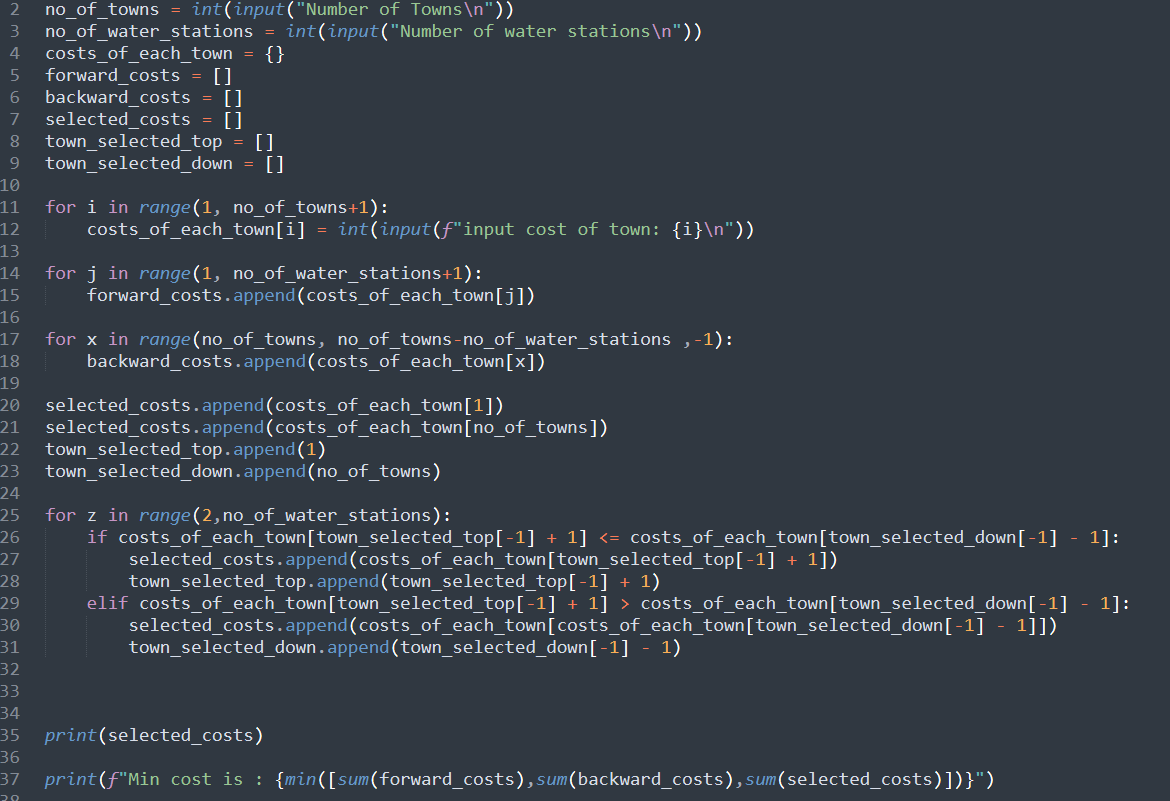 2 no_of_towns = int(input("Number of Towns\n"))
3 no_of_water_stations = int(input("Number of water stations\n"))
4 costs_of_each_town = {}
5 forward_costs = []
6 backward_costs = []
7 selected_costs = []
8 town_selected_top = []
9 town_selected_down = []
10
11 for i in range(1, no_of_towns+1):
12     costs_of_each_town[i] = int(input(f"input cost of town: {i}\n"))
13
14 for j in range(1, no_of_water_stations+1):
15     forward_costs.append(costs_of_each_town[j])
16
17 for x in range(no_of_towns, no_of_towns-no_of_water_stations ,-1):
18     backward_costs.append(costs_of_each_town[x])
19
20 selected_costs.append(costs_of_each_town[1])
21 selected_costs.append(costs_of_each_town[no_of_towns])
22 town_selected_top.append(1)
23 town_selected_down.append(no_of_towns)
24
25 for z in range(2,no_of_water_stations):
26     if costs_of_each_town[town_selected_top[-1] + 1] <= costs_of_each_town[town_selected_down[-1] - 1]:
27         selected_costs.append(costs_of_each_town[town_selected_top[-1] + 1])
28         town_selected_top.append(town_selected_top[-1] + 1)
29     elif costs_of_each_town[town_selected_top[-1] + 1] > costs_of_each_town[town_selected_down[-1] - 1]:
30         selected_costs.append(costs_of_each_town[costs_of_each_town[town_selected_down[-1] - 1]])
31         town_selected_down.append(town_selected_down[-1] - 1)
32
33
34
35 print(selected_costs)
36
37 print(f"Min cost is : {min([sum(forward_costs),sum(backward_costs),sum(selected_costs)])}")
38